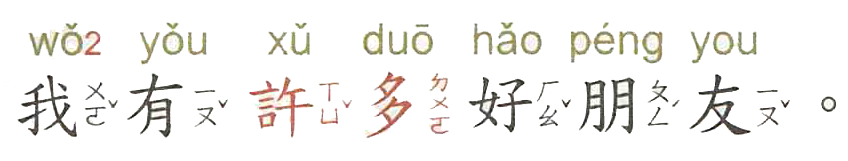 wǒ2 yǒu xǔ duō hǎo péng you
我ㄨㄛˇ有ㄧㄡˇ許ㄒㄩˇ多ㄉㄨㄛ好ㄏㄠˇ朋ㄆㄥˊ友ㄧㄡˇ。